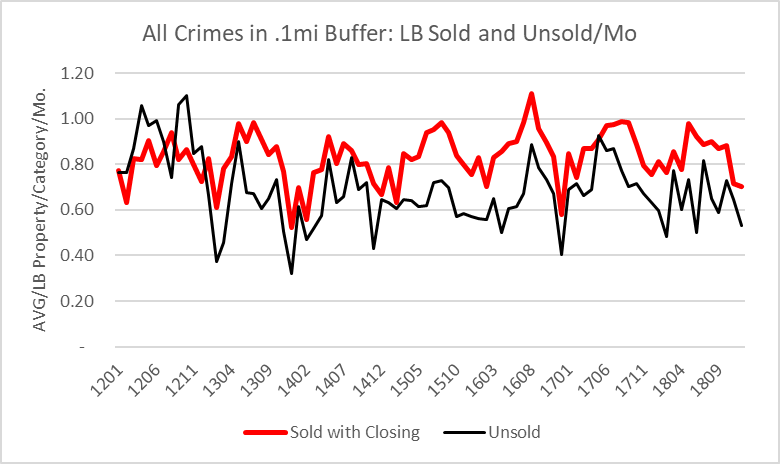 All Crimes in .1mi Buffer: LB Sold and Unsold/Mo
AVG/LB Property/Category/Mo.
1.20
1.00
0.80
0.60
0.40
0.20
-
1201 1206 1211 1304 1309 1402 1407 1412 1505 1510 1603 1608 1701 1706 1711 1804 1809
Sold with Closing Unsold